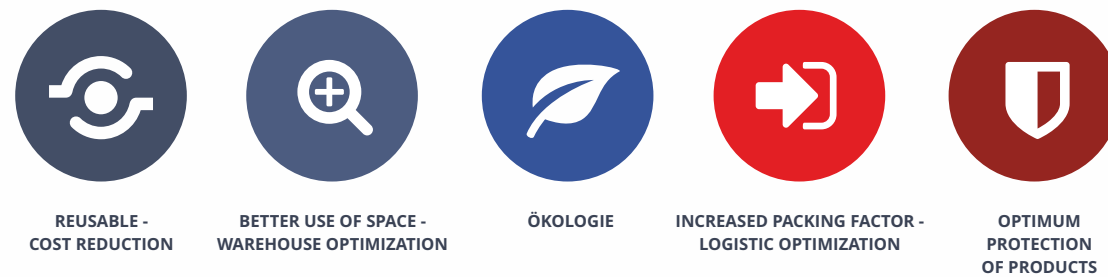 REUSABLE -
COST REDUCTION
BETTER USE OF SPACE -
WAREHOUSE OPTIMIZATION
ÖKOLOGIE
INCREASED PACKING FACTOR -
LOGISTIC OPTIMIZATION
OPTIMUM
PROTECTION
OF PRODUCTS